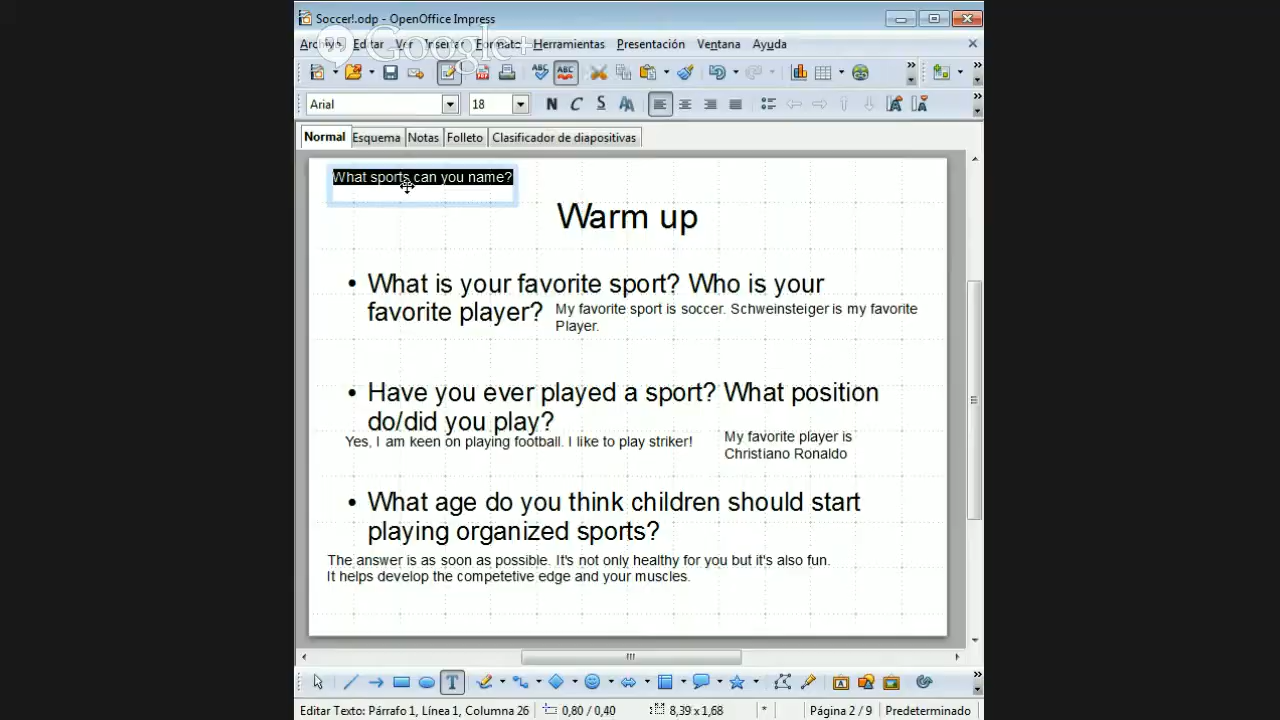 Soccer!.odp - OpenOffice Impress
Archivo Editar Ver Insertar Formato Herramientas Presentación Ventana Ayuda
Google+
Arial 18 N C S
Normal Esquema Notas Folleto Clasificador de diapositivas
What sports can you name?
Warm up
• What is your favorite sport? Who is your
favorite player?
My favorite sport is soccer. Schweinsteiger is my favorite
Player.
• Have you ever played a sport? What position
do/did you play?
Yes, I am keen on playing football. I like to play striker!
My favorite player is
Christiano Ronaldo
• What age do you think children should start
playing organized sports?
The answer is as soon as possible. It's not only healthy for you but it's also fun.
It helps develop the competetive edge and your muscles.
Editar Texto: Párrafo 1, Línea 1, Columna 26 0,80 / 0,40 8,39 x 1,68 * Página 2 / 9 Predeterminado